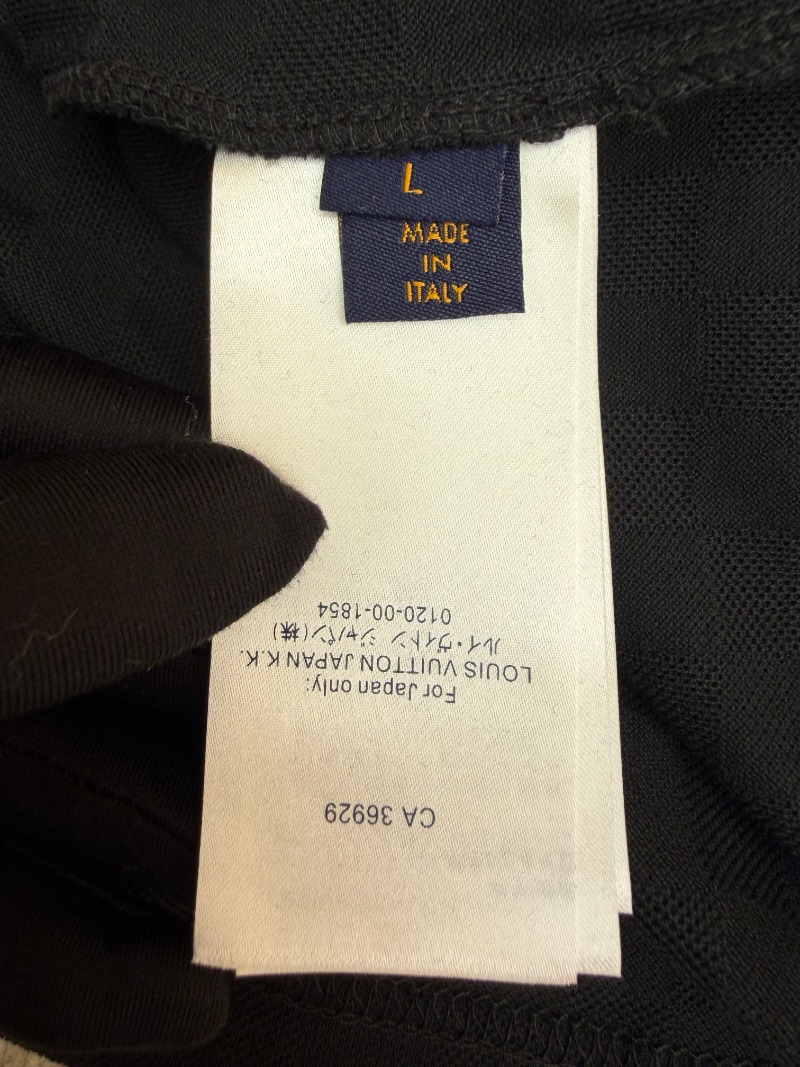 L
MADE
IN
ITALY
CA 36929
For Japan only:
LOUIS VUITTON JAPAN K.K.
ルイ・ヴィトン ジャパン(株)
0120-00-1854